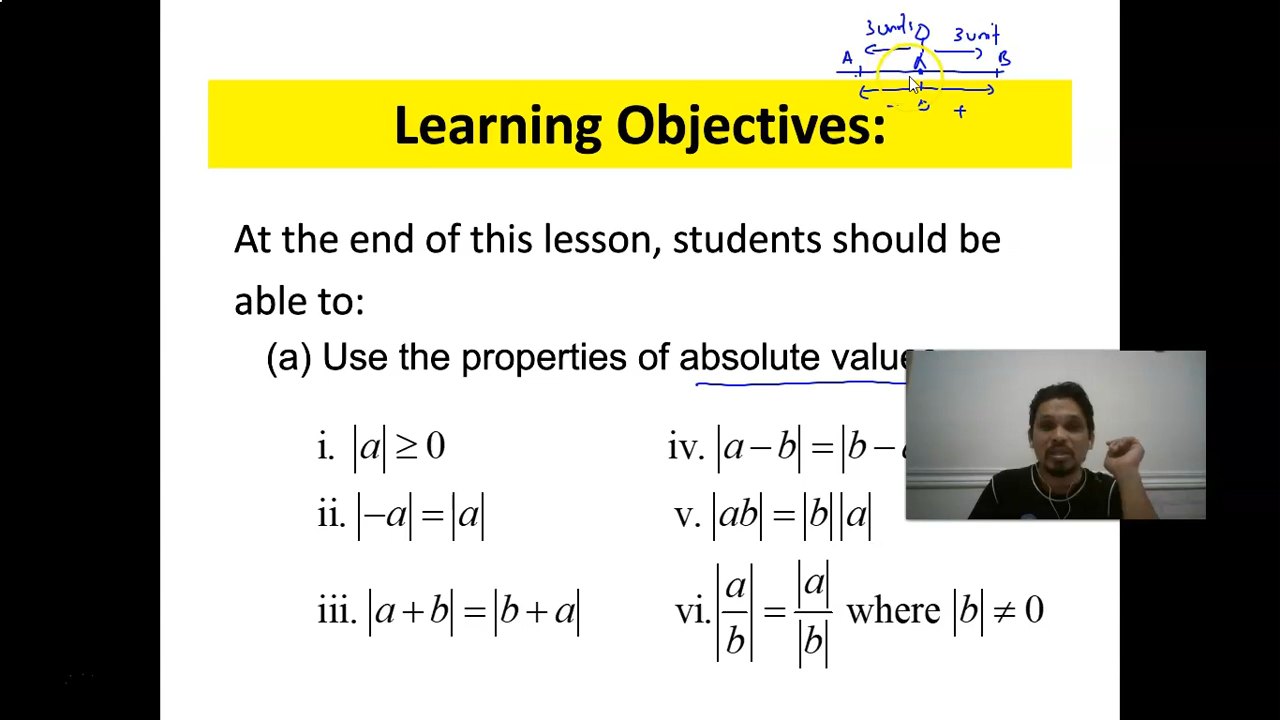 3 units 3 unit
A B
- 0 +
Learning Objectives:
At the end of this lesson, students should be
able to:
(a) Use the properties of absolute value
i. |a| ≥ 0
iv. |a − b| = |b −
ii. |−a| = |a|
v. |ab| = |b||a|
iii. |a + b| = |b + a|
vi. |a/b| = |a|/|b| where |b| ≠ 0